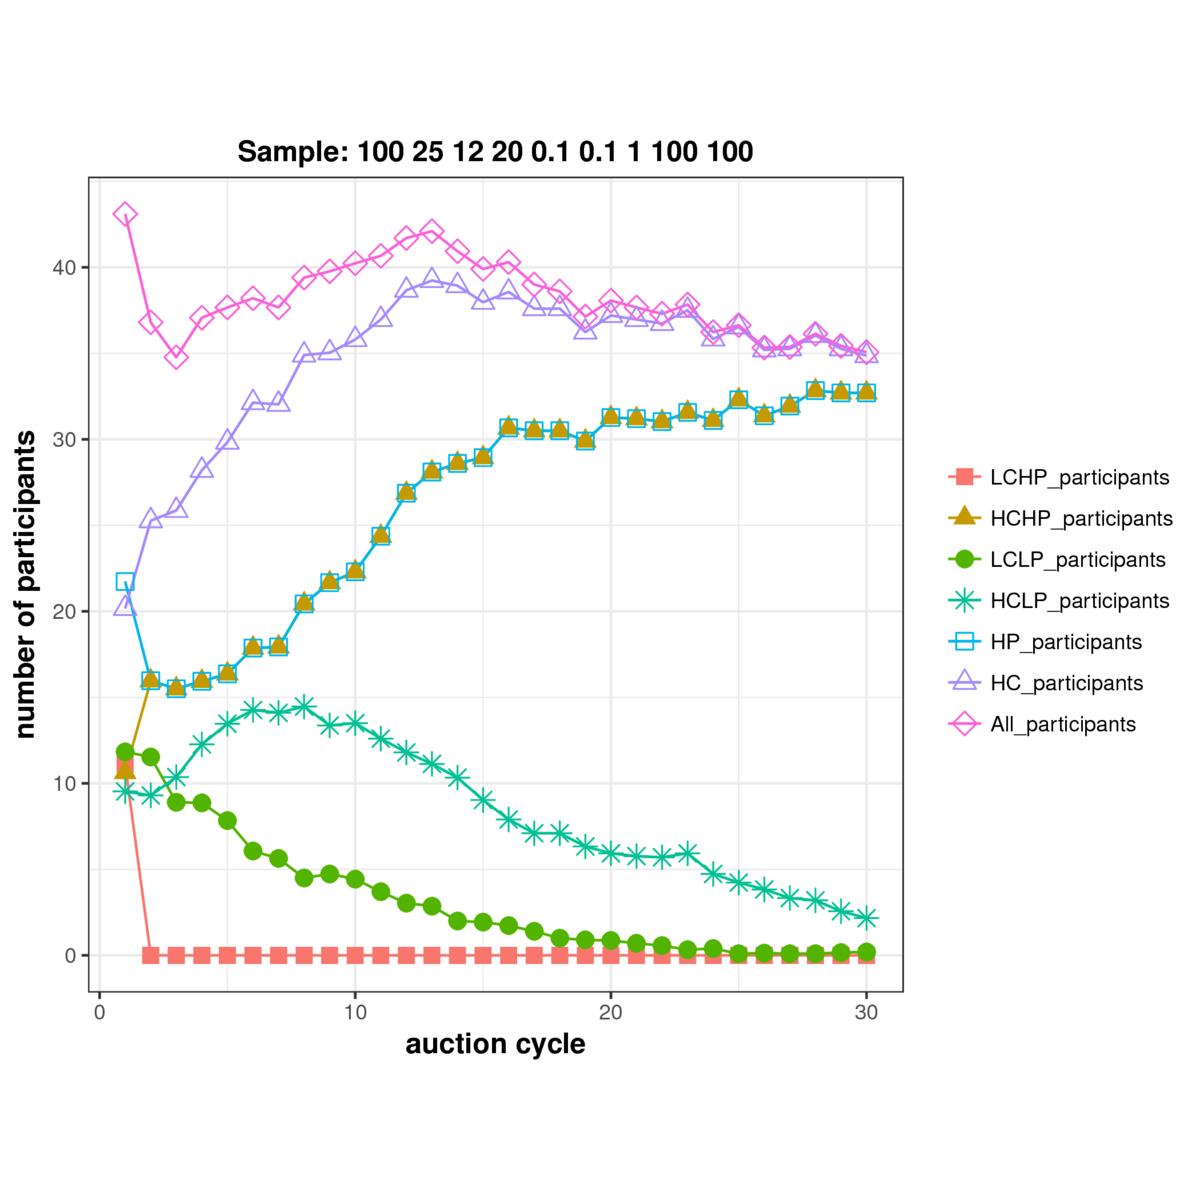 Sample: 100 25 12 20 0.1 0.1 1 100 100
number of participants
40
30
20
10
0
0 10 20 30
auction cycle
LCHP_participants
HCHP_participants
LCLP_participants
HCLP_participants
HP_participants
HC_participants
All_participants